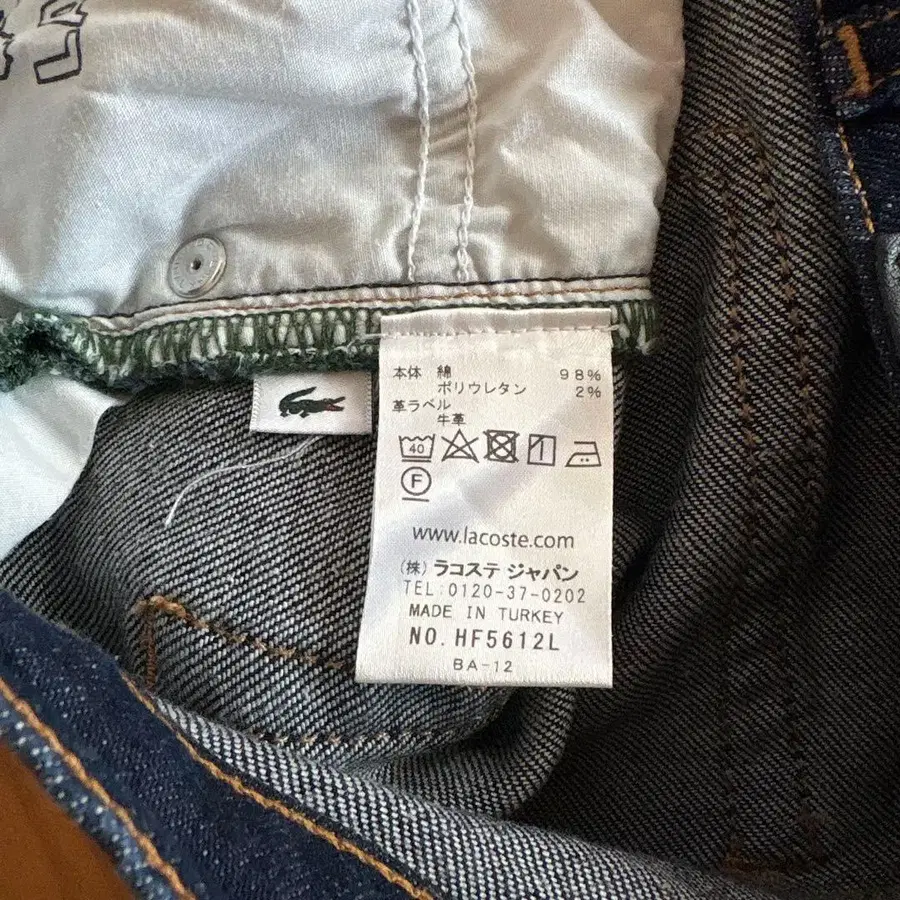 本体 綿 98%
ポリウレタン 2%
革ラベル
牛革
40
F
www.lacoste.com
(株) ラコステ ジャパン
TEL:0120-37-0202
MADE IN TURKEY
NO. HF5612L
BA-12